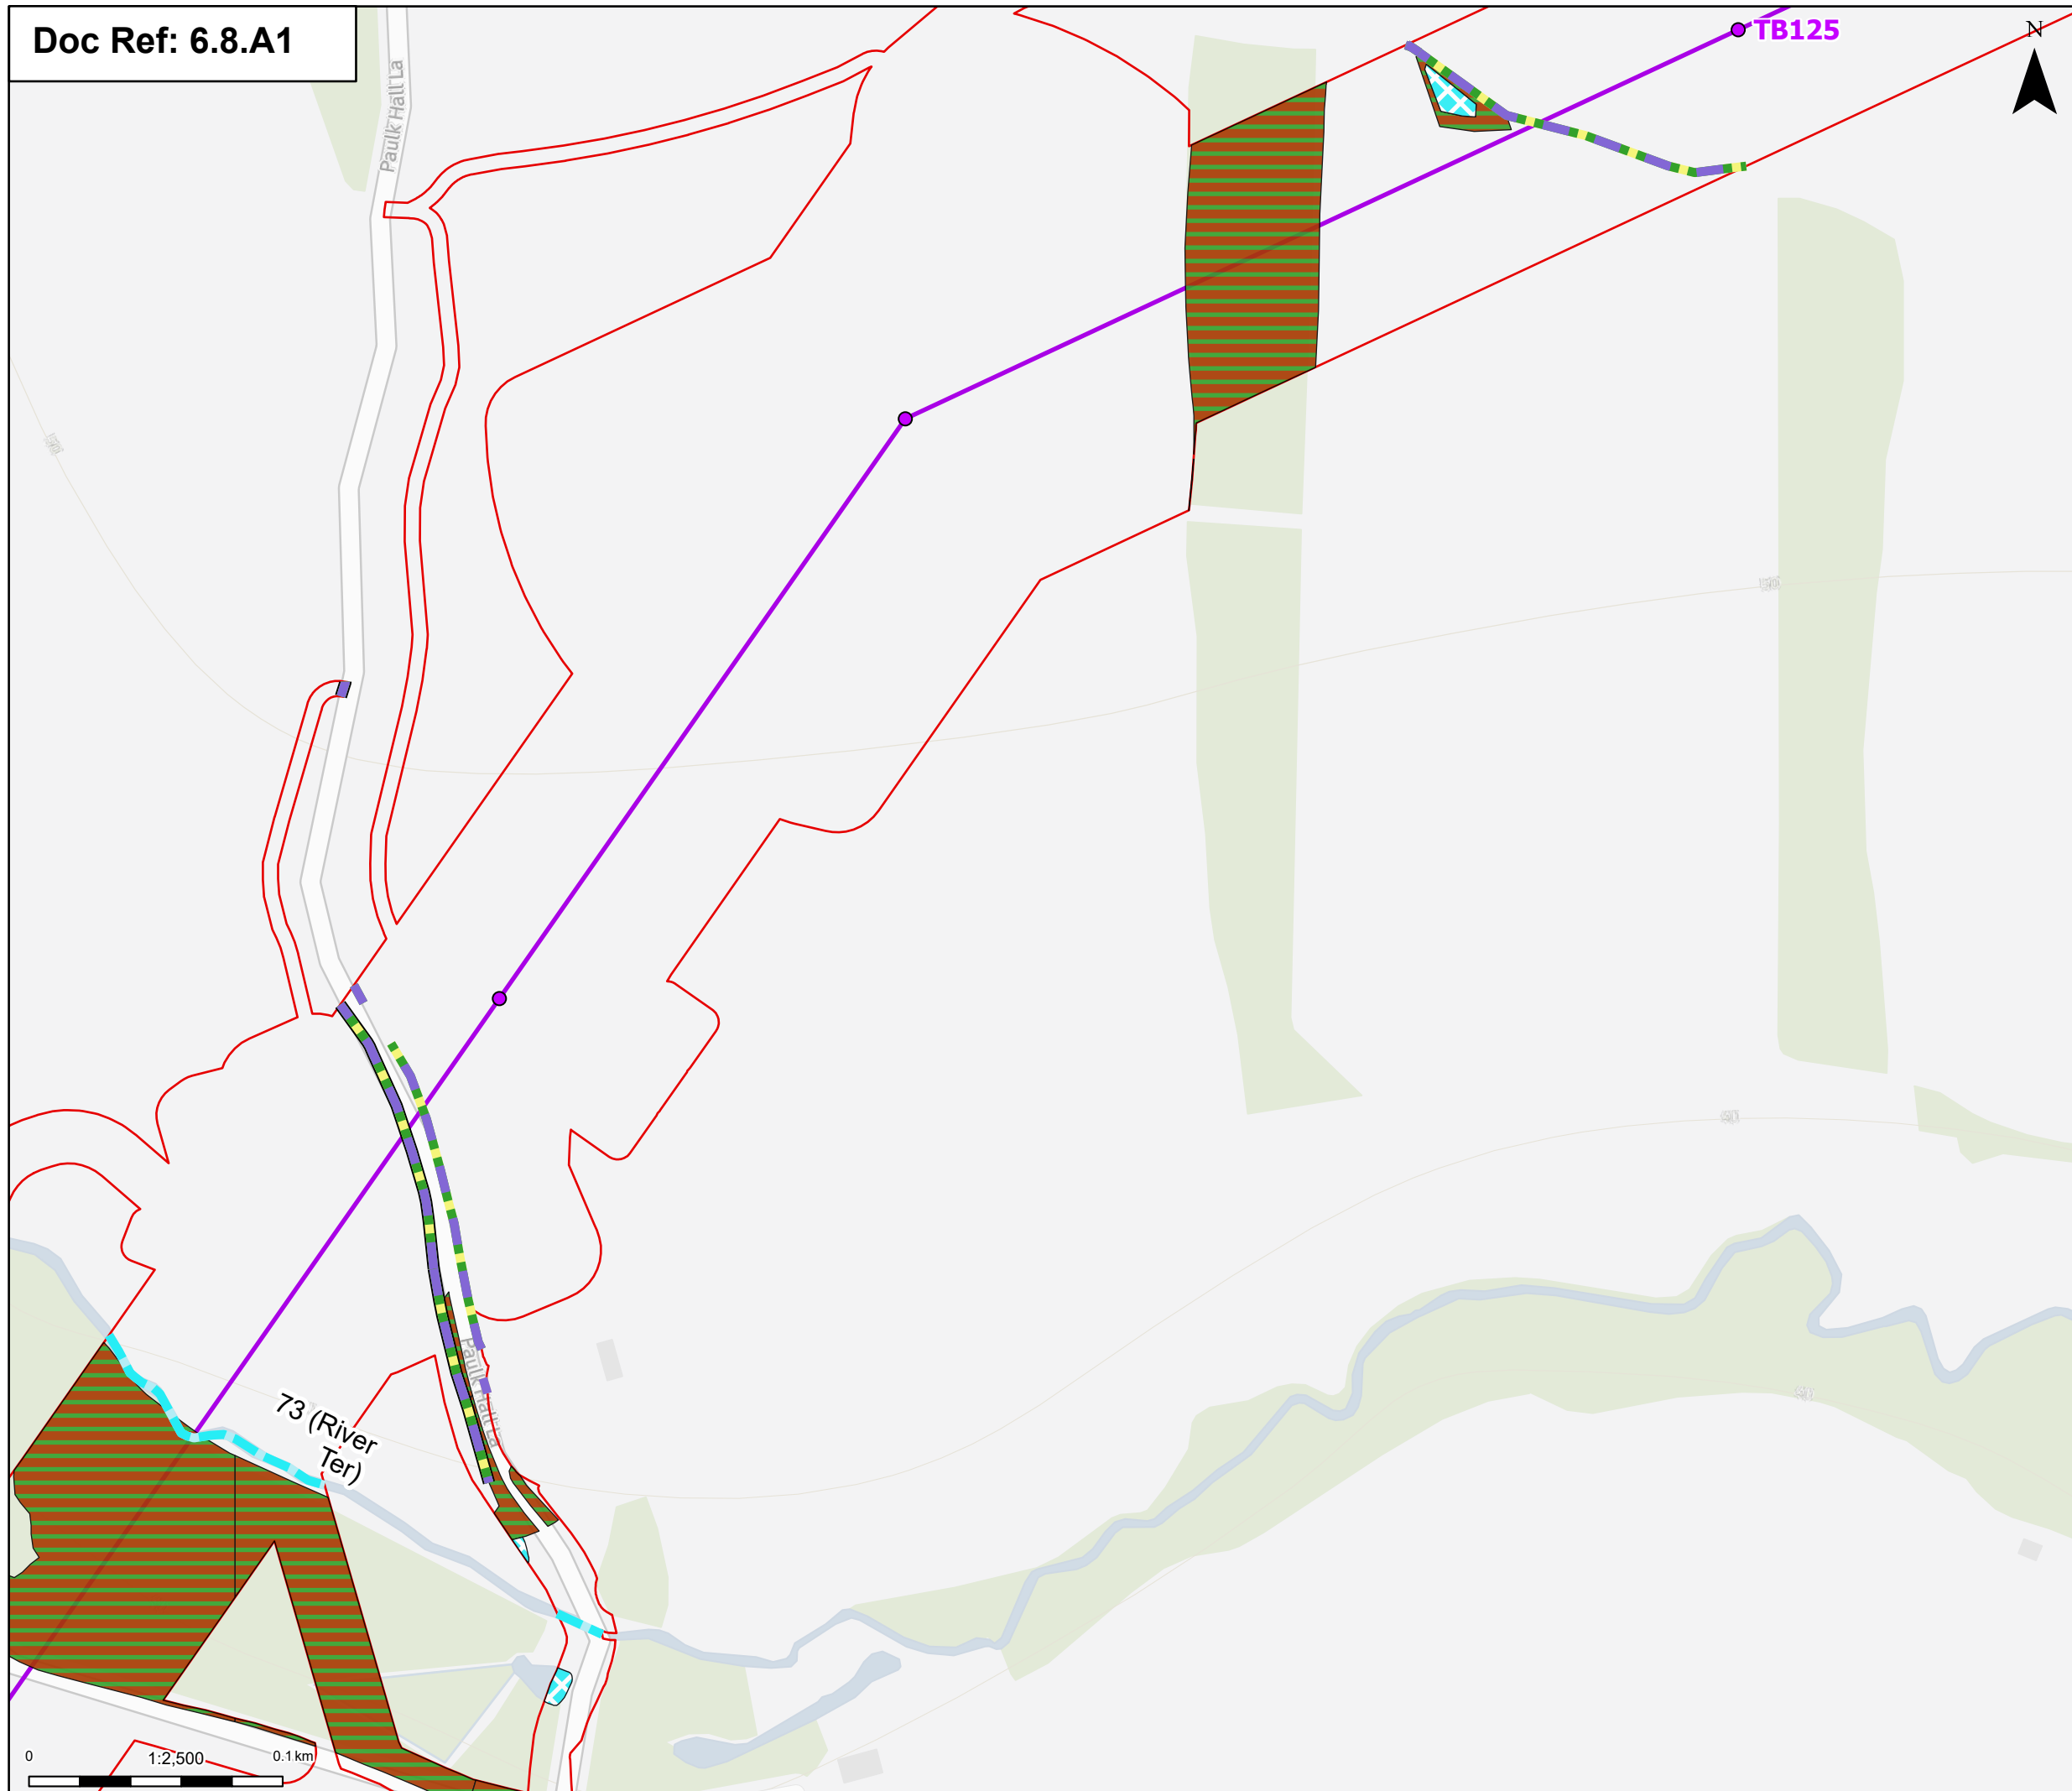 Doc Ref: 6.8.A1
TB125
N
Paulk Hall La
Paulk Hall La
73 (River
Ter)
0
1:2,500
0.1 km